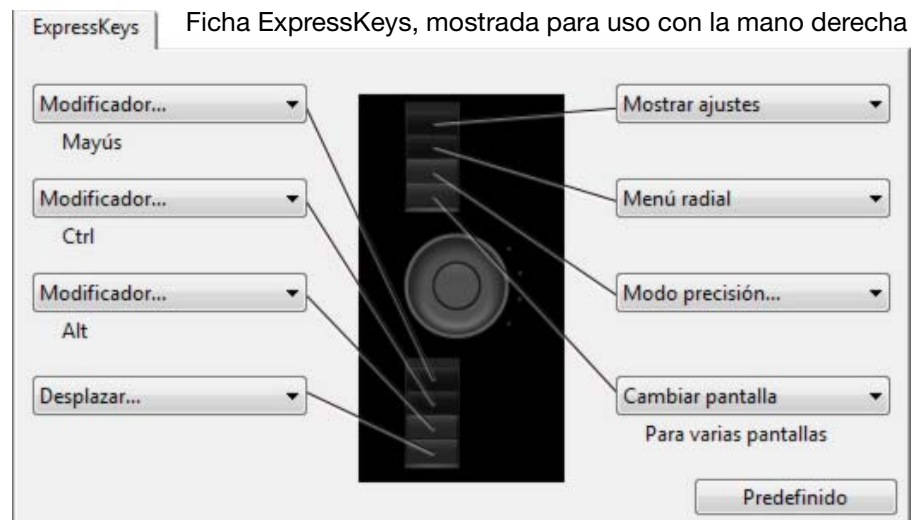 ExpressKeys
Ficha ExpressKeys, mostrada para uso con la mano derecha
Modificador...
Mayús
Modificador...
Ctrl
Modificador...
Alt
Desplazar...
Mostrar ajustes
Menú radial
Modo precisión...
Cambiar pantalla
Para varias pantallas
Predefinido